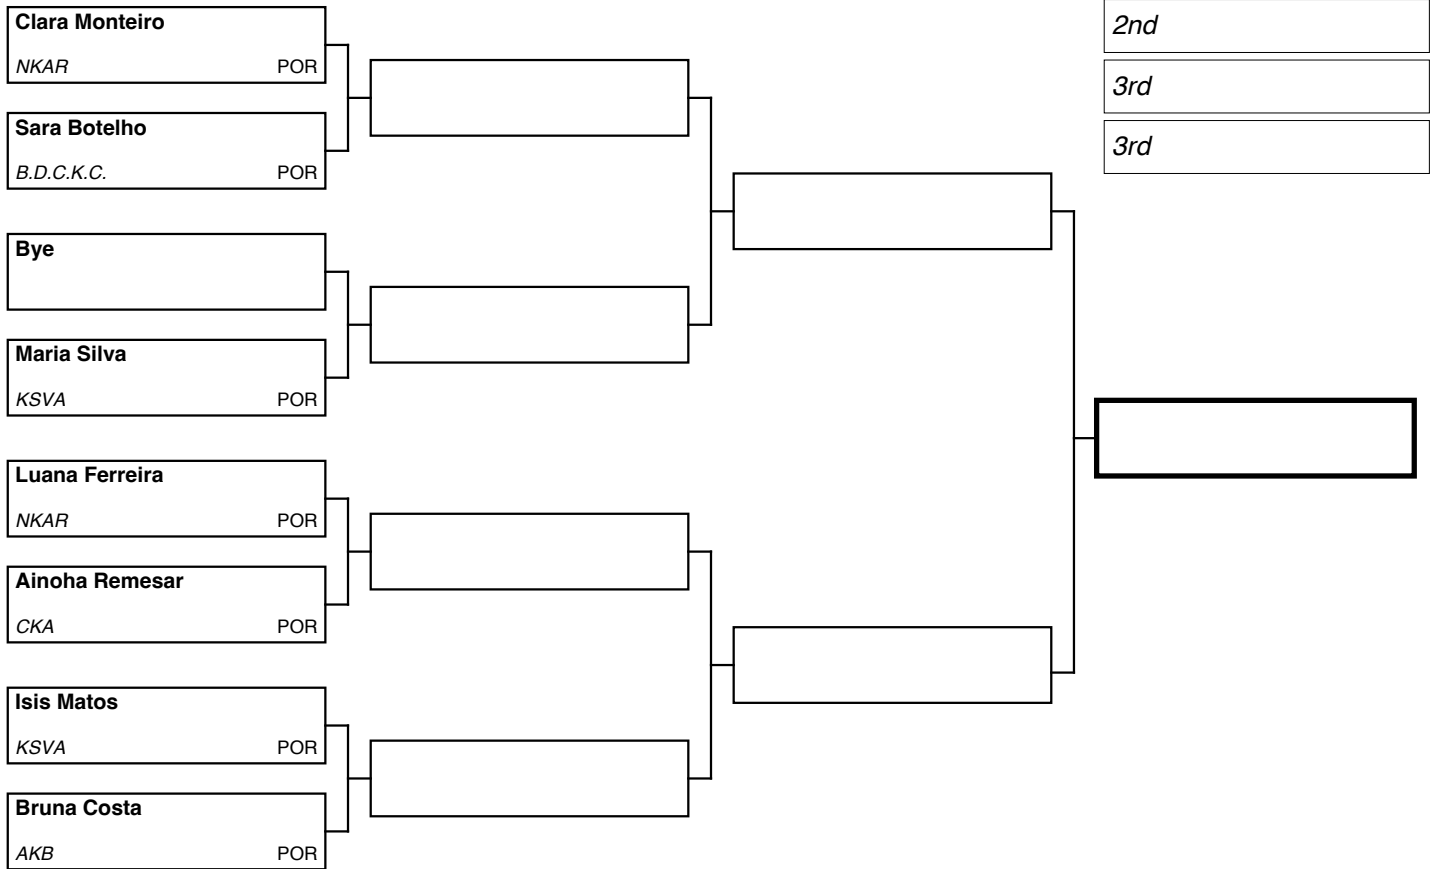 Clara Monteiro
NKAR POR
Sara Botelho
B.D.C.K.C. POR
Bye
Maria Silva
KSVA POR
Luana Ferreira
NKAR POR
Ainoha Remesar
CKA POR
Isis Matos
KSVA POR
Bruna Costa
AKB POR
2nd
3rd
3rd